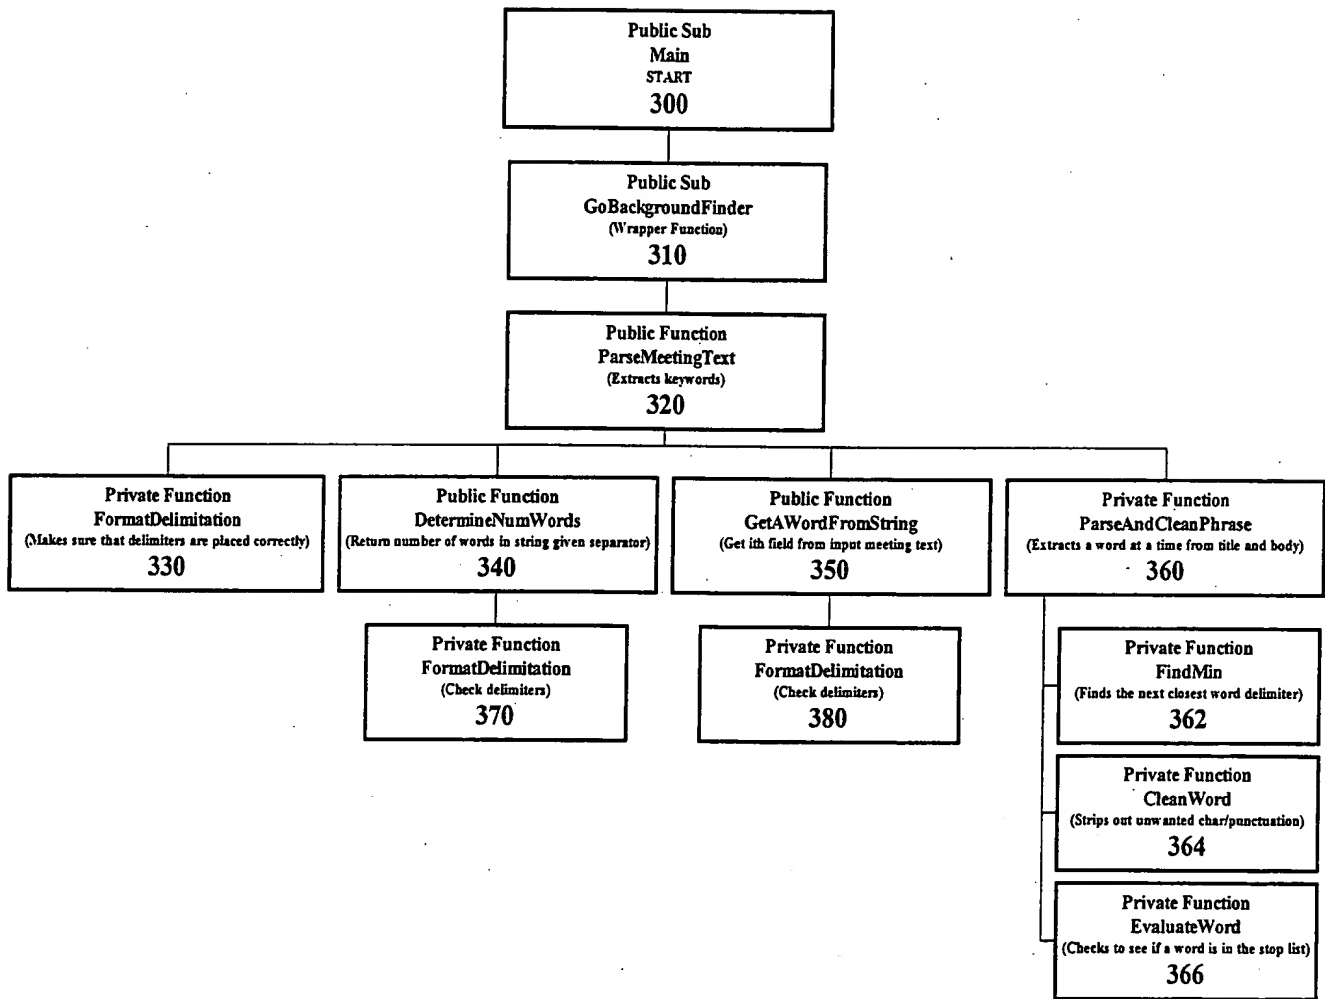 Public Sub
Main
START
300
Public Sub
GoBackgroundFinder
(Wrapper Function)
310
Public Function
ParseMeetingText
(Extracts keywords)
320
Private Function
FormatDelimitation
(Makes sure that delimiters are placed correctly)
330
Public Function
DetermineNumWords
(Return number of words in string given separator)
340
Public Function
GetAWordFromString
(Get ith field from input meeting text)
350
Private Function
ParseAndCleanPhrase
(Extracts a word at a time from title and body)
360
Private Function
FormatDelimitation
(Check delimiters)
370
Private Function
FormatDelimitation
(Check delimiters)
380
Private Function
FindMin
(Finds the next closest word delimiter)
362
Private Function
CleanWord
(Strips out unwanted char/punctuation)
364
Private Function
EvaluateWord
(Checks to see if a word is in the stop list)
366